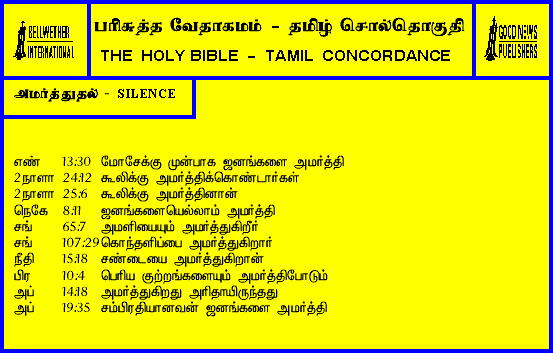 BELLWETHER
INTERNATIONAL
பரிசுத்த வேதாகமம் - தமிழ் சொல்தொகுதி
THE HOLY BIBLE - TAMIL CONCORDANCE
GOOD NEWS
PUBLISHERS
அமர்த்துதல் - SILENCE
எண் 13:30 மோசேக்கு முன்பாக ஜனங்களை அமர்த்தி
2நாளா 24:12 கூலிக்கு அமர்த்திக்கொண்டார்கள்
2நாளா 25:6 கூலிக்கு அமர்த்தினான்
நெகே 8:11 ஜனங்களையெல்லாம் அமர்த்தி
சங் 65:7 அமளியையும் அமர்த்துகிறீர்
சங் 107:29 கொந்தளிப்பை அமர்த்துகிறார்
நீதி 15:18 சண்டையை அமர்த்துகிறான்
பிர 10:4 பெரிய குற்றங்களையும் அமர்த்திபோடும்
அப் 14:18 அமர்த்துகிறது அரிதாயிருந்தது
அப் 19:35 சம்பிரதியானவன் ஜனங்களை அமர்த்தி